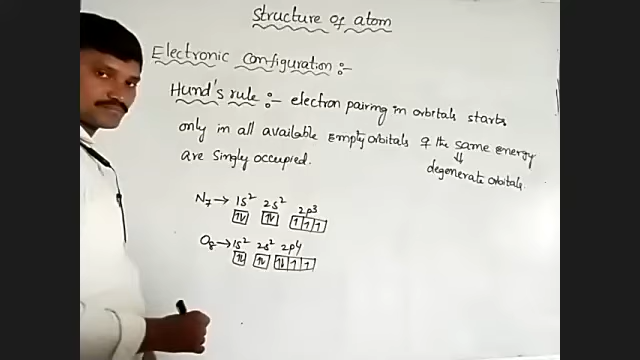 Structure of atom
Electronic Configuration :-
Hund's rule :- electron pairing in orbitals starts
only in all available empty orbitals of the same energy
⇓
are singly occupied. degenerate orbitals.
N7 → 1s² 2s² 2p3
↑↓ ↑↓ ↑ ↑ ↑
O8 → 1s² 2s² 2p4
↑↓ ↑↓ ↑↓ ↑ ↑